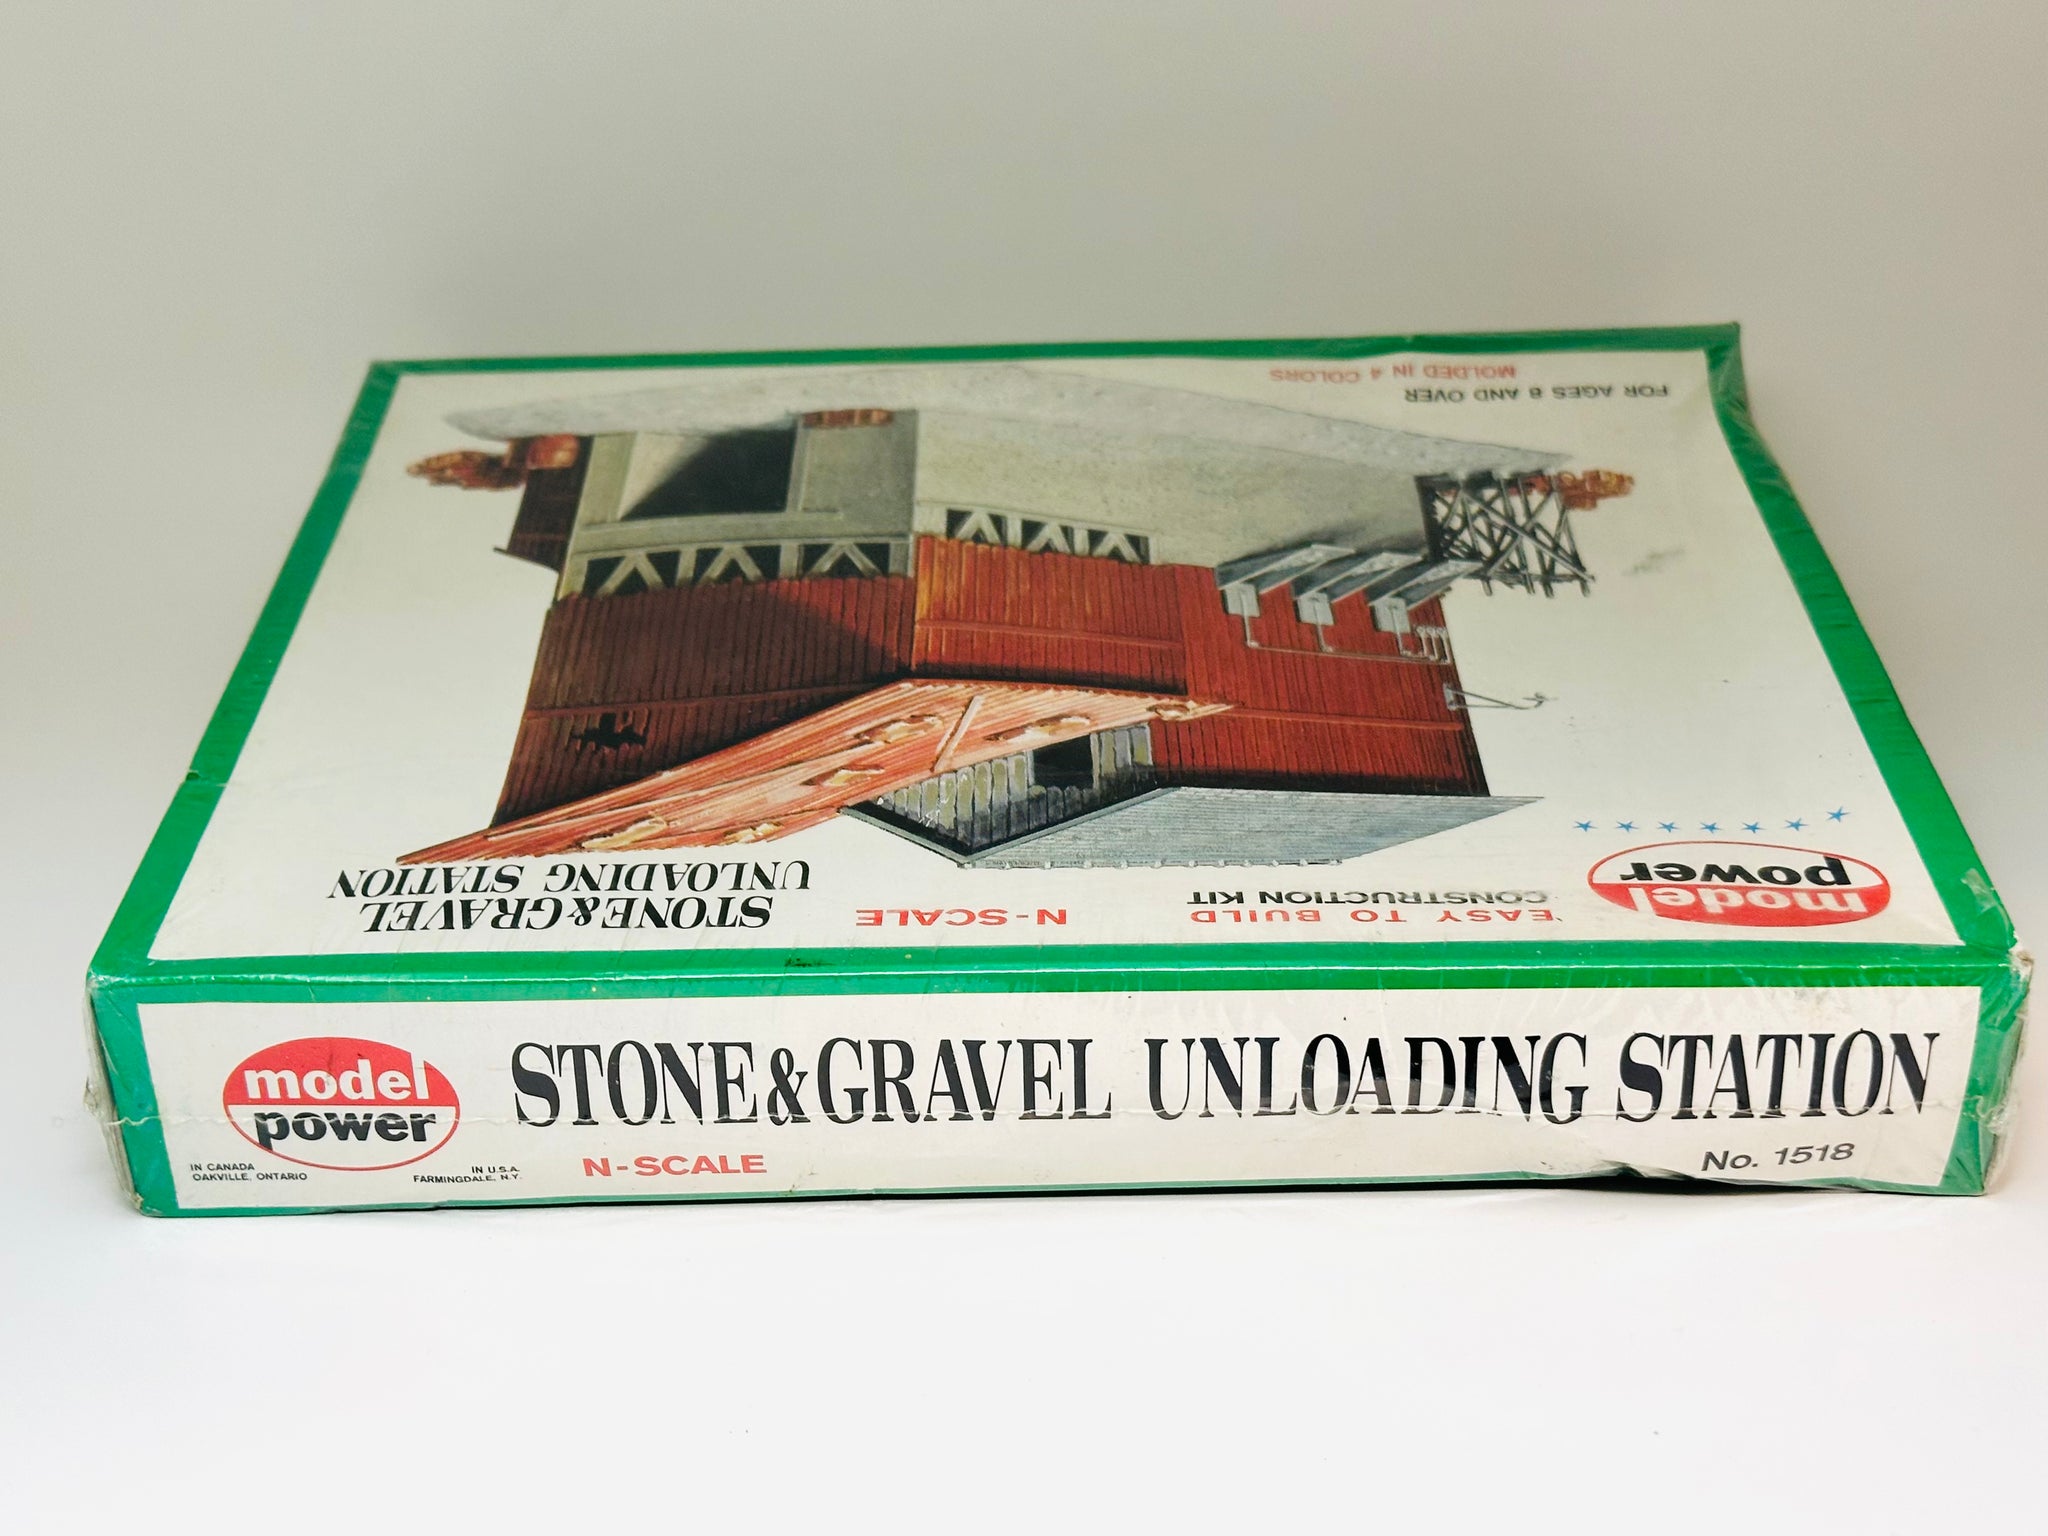 MOLDED IN 4 COLORS
FOR AGES 8 AND OVER
model
power
EASY TO BUILD
CONSTRUCTION KIT
N-SCALE
STONE & GRAVEL
UNLOADING STATION
model
power
IN CANADA
OAKVILLE, ONTARIO
IN U.S.A.
FARMINGDALE, N.Y.
STONE & GRAVEL UNLOADING STATION
N-SCALE
No. 1518